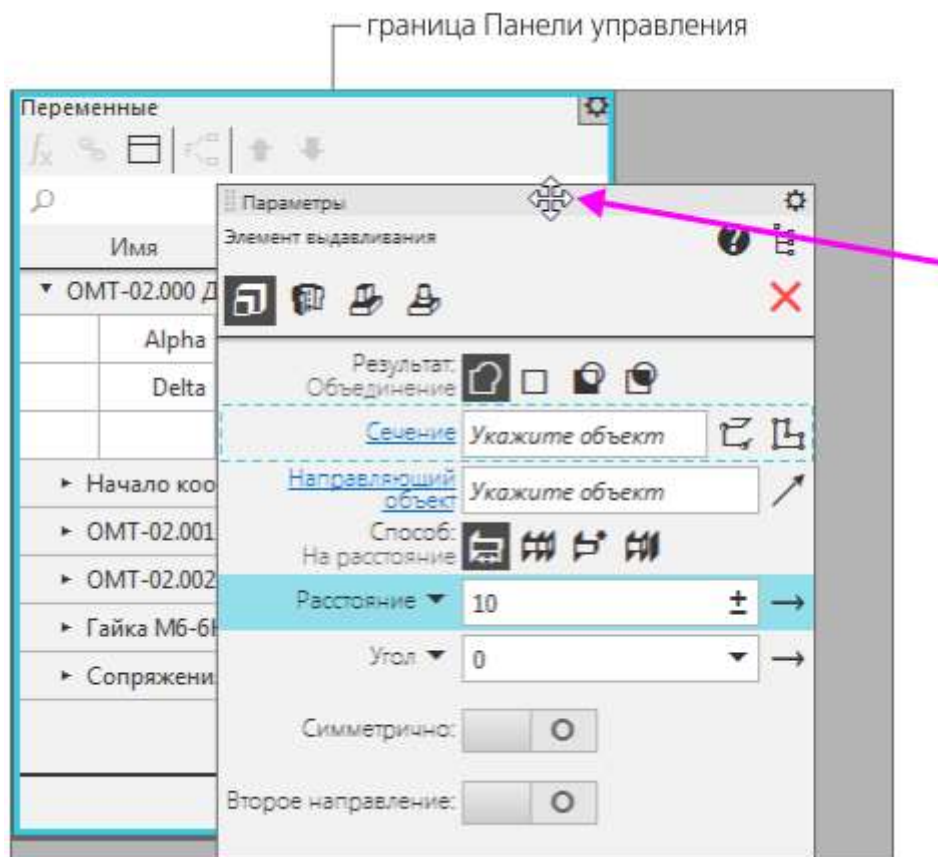 граница Панели управления
Переменные
Параметры
Элемент выдавливания
Имя
ОМТ-02.000 Д
Alpha
Результат:
Объединение
Delta
Сечение
Укажите объект
Начало коо
Направляющий
объект
Укажите объект
ОМТ-02.001
Способ:
На расстояние
ОМТ-02.002
Расстояние
10
Гайка М6-6Н
Угол
0
Сопряжени
Симметрично:
Второе направление: